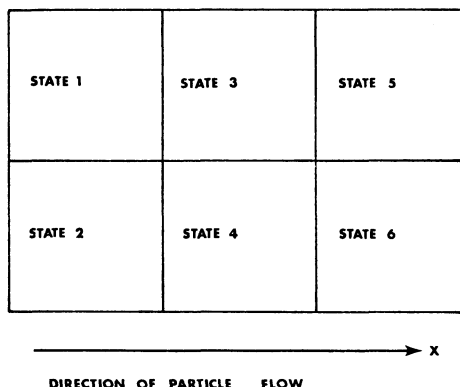 STATE 1 STATE 3 STATE 5
STATE 2 STATE 4 STATE 6
X
DIRECTION OF PARTICLE FLOW